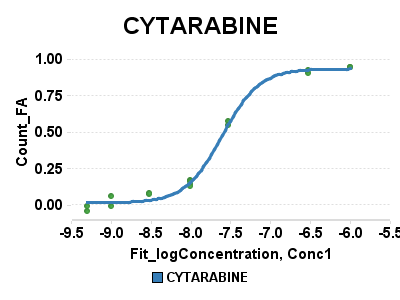 CYTARABINE
1.00
0.75
0.50
0.25
0.00
Count_FA
-9.5 -9.0 -8.5 -8.0 -7.5 -7.0 -6.5 -6.0 -5.5
Fit_logConcentration, Conc1
CYTARABINE